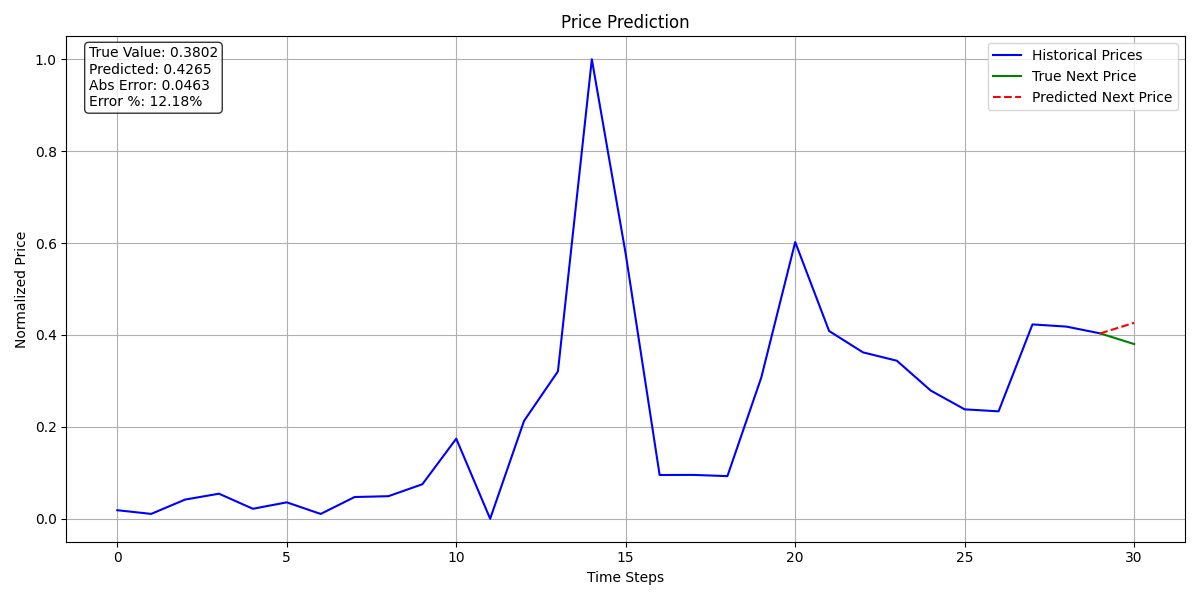 Price Prediction
True Value: 0.3802
Predicted: 0.4265
Abs Error: 0.0463
Error %: 12.18%
Historical Prices
True Next Price
Predicted Next Price
Normalized Price
1.0
0.8
0.6
0.4
0.2
0.0
0 5 10 15 20 25 30
Time Steps